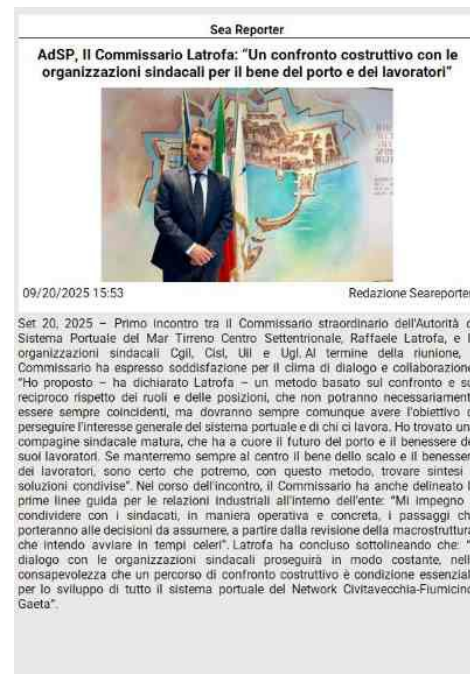 Sea Reporter
AdSP, Il Commissario Latrofa: “Un confronto costruttivo con le
organizzazioni sindacali per il bene del porto e dei lavoratori”
09/20/2025 15:53
Redazione Seareporter
Set 20, 2025 – Primo incontro tra il Commissario straordinario dell'Autorità d
Sistema Portuale del Mar Tirreno Centro Settentrionale, Raffaele Latrofa, e l
organizzazioni sindacali Cgil, Cisl, Uil e Ugl. Al termine della riunione,
Commissario ha espresso soddisfazione per il clima di dialogo e collaborazion
“Ho proposto – ha dichiarato Latrofa – un metodo basato sul confronto e su
reciproco rispetto dei ruoli e delle posizioni, che non potranno necessariament
essere sempre coincidenti, ma dovranno sempre comunque avere l'obiettivo d
perseguire l'interesse generale del sistema portuale e di chi ci lavora. Ho trovato un
compagine sindacale matura, che ha a cuore il futuro del porto e il benessere de
suoi lavoratori. Se manterremo sempre al centro il bene dello scalo e il benesser
dei lavoratori, sono certo che potremo, con questo metodo, trovare sintesi
soluzioni condivise”. Nel corso dell'incontro, il Commissario ha anche delineato l
prime linee guida per le relazioni industriali all'interno dell'ente: “Mi impegno
condividere con i sindacati, in maniera operativa e concreta, i passaggi ch
porteranno alle decisioni da assumere, a partire dalla revisione della macrostruttura
che intendo avviare in tempi celeri”. Latrofa ha concluso sottolineando che: “
dialogo con le organizzazioni sindacali proseguirà in modo costante, nell
consapevolezza che un percorso di confronto costruttivo è condizione essenzial
per lo sviluppo di tutto il sistema portuale del Network Civitavecchia-Fiumicino
Gaeta”.